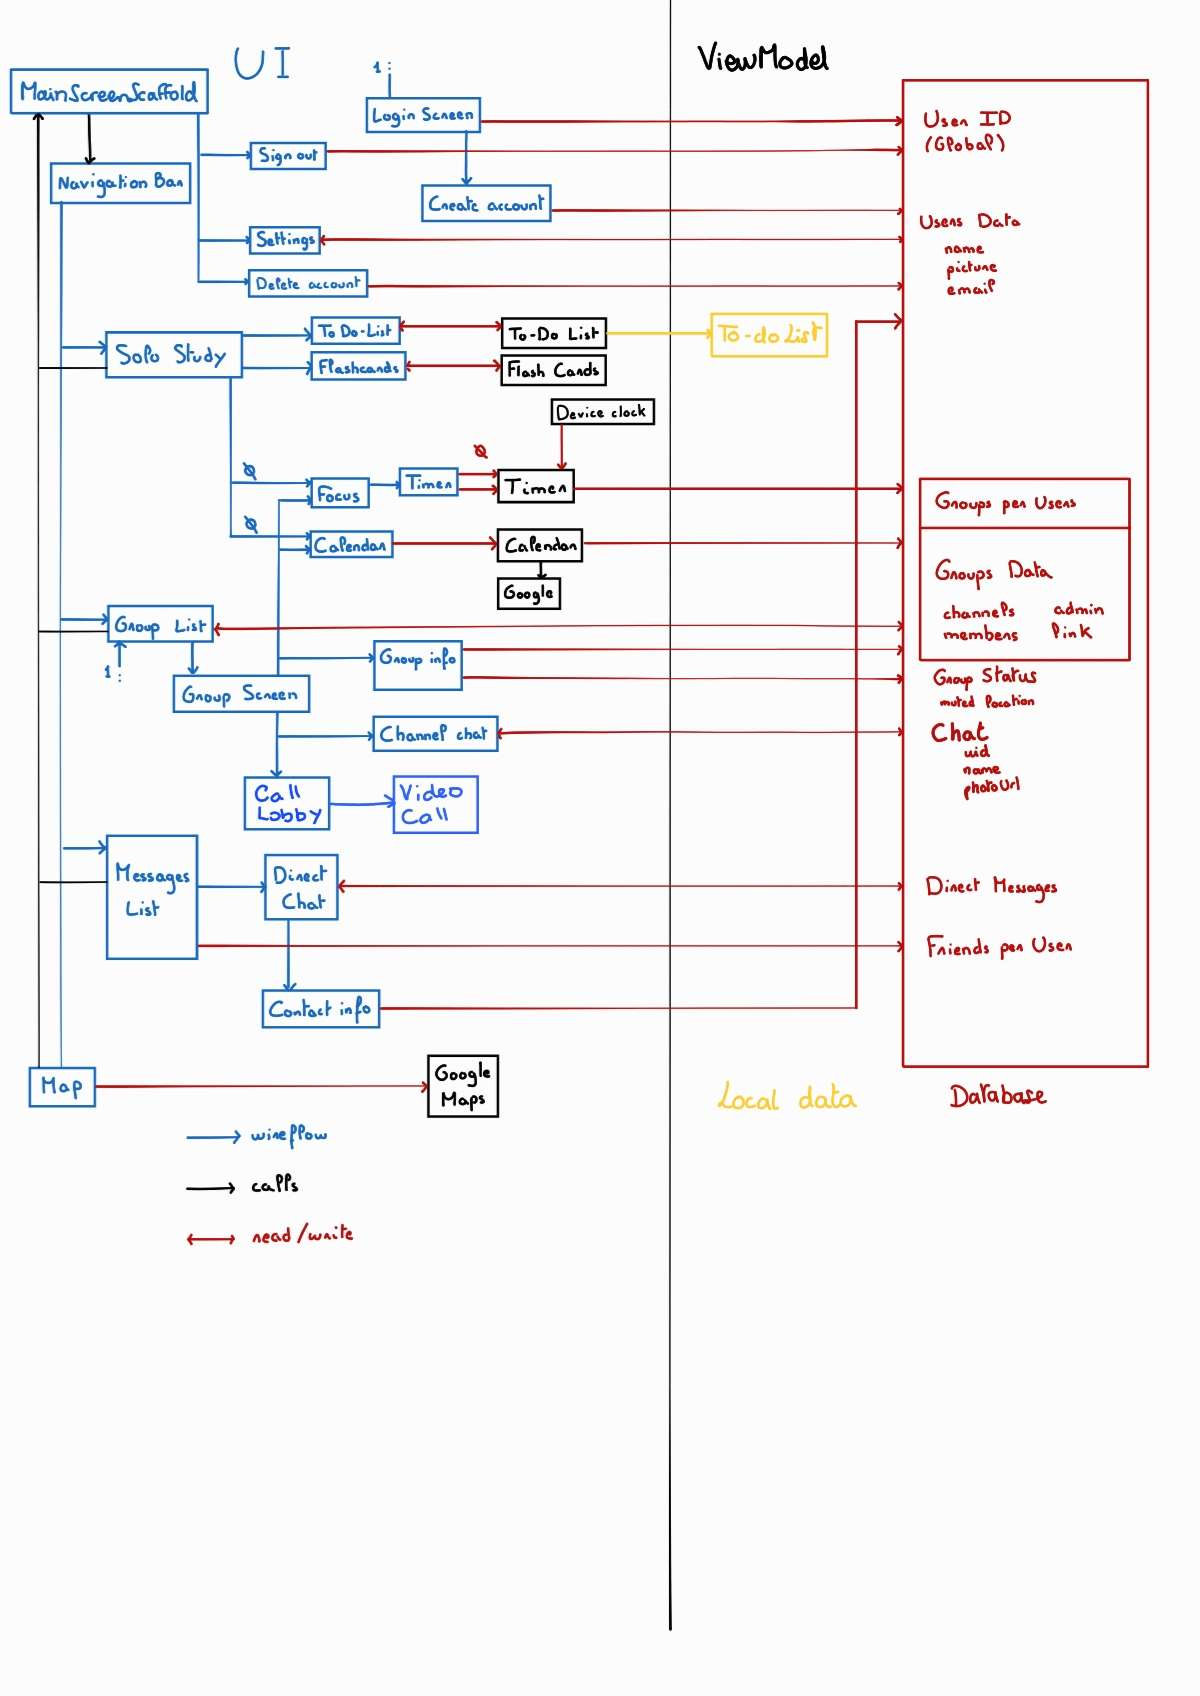 UI
ViewModel
MainScreenScaffold
1 :
Login Screen
User ID
(Global)
Sign out
Navigation Bar
Create account
Users Data
Settings
name
picture
email
Delete account
To Do-List
To-Do List
To-do List
Solo Study
Flashcards
Flash Cards
Device clock
Ø
Ø
Timer
Timer
Focus
Groups per Users
Ø
Calendar
Calendar
Google
Groups Data
channels admin
members link
Group List
1 :
Group info
Group Status
muted location
Group Screen
Channel chat
Chat
uid
name
photoUrl
Call
Lobby
Video
Call
Messages
List
Direct
Chat
Direct Messages
Friends per User
Contact info
Map
Google
Maps
Local data
Database
wireflow
calls
read/write